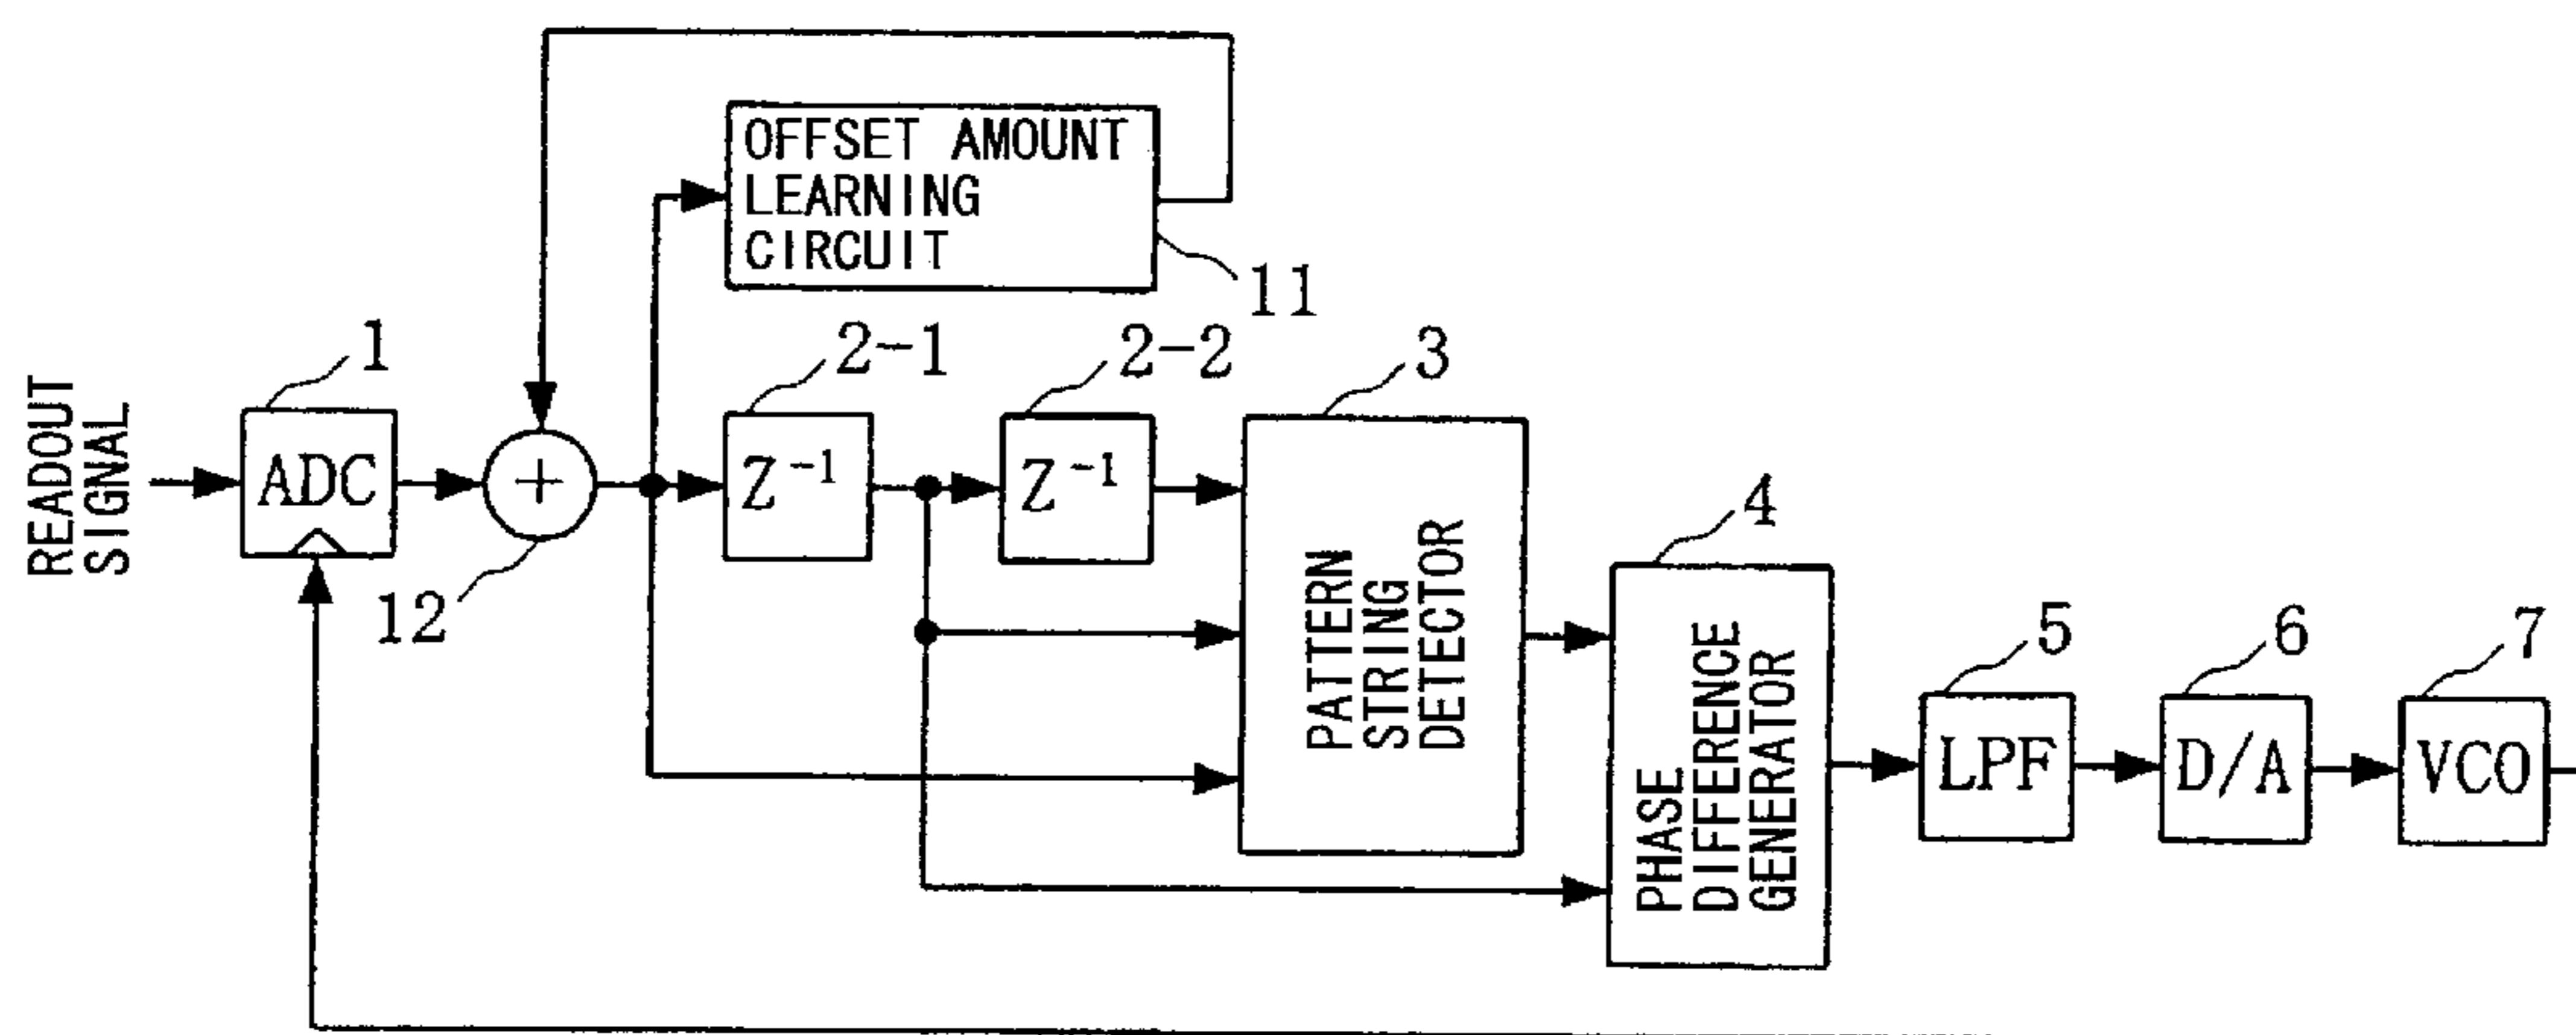 OFFSET AMOUNT
LEARNING
CIRCUIT
11
READOUT
SIGNAL
1
ADC
+
12
2-1
Z⁻¹
2-2
Z⁻¹
3
PATTERN
STRING
DETECTOR
4
PHASE
DIFFERENCE
GENERATOR
5
LPF
6
D/A
7
VCO